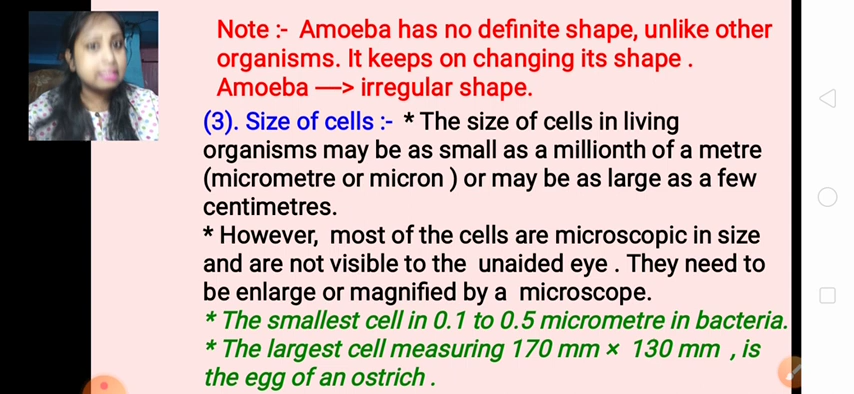 Note :-  Amoeba has no definite shape, unlike other
organisms. It keeps on changing its shape .
Amoeba —> irregular shape.
(3). Size of cells :-  * The size of cells in living
organisms may be as small as a millionth of a metre
(micrometre or micron ) or may be as large as a few
centimetres.
* However,  most of the cells are microscopic in size
and are not visible to the  unaided eye . They need to
be enlarge or magnified by a  microscope.
* The smallest cell in 0.1 to 0.5 micrometre in bacteria.
* The largest cell measuring 170 mm ×  130 mm  , is
the egg of an ostrich .